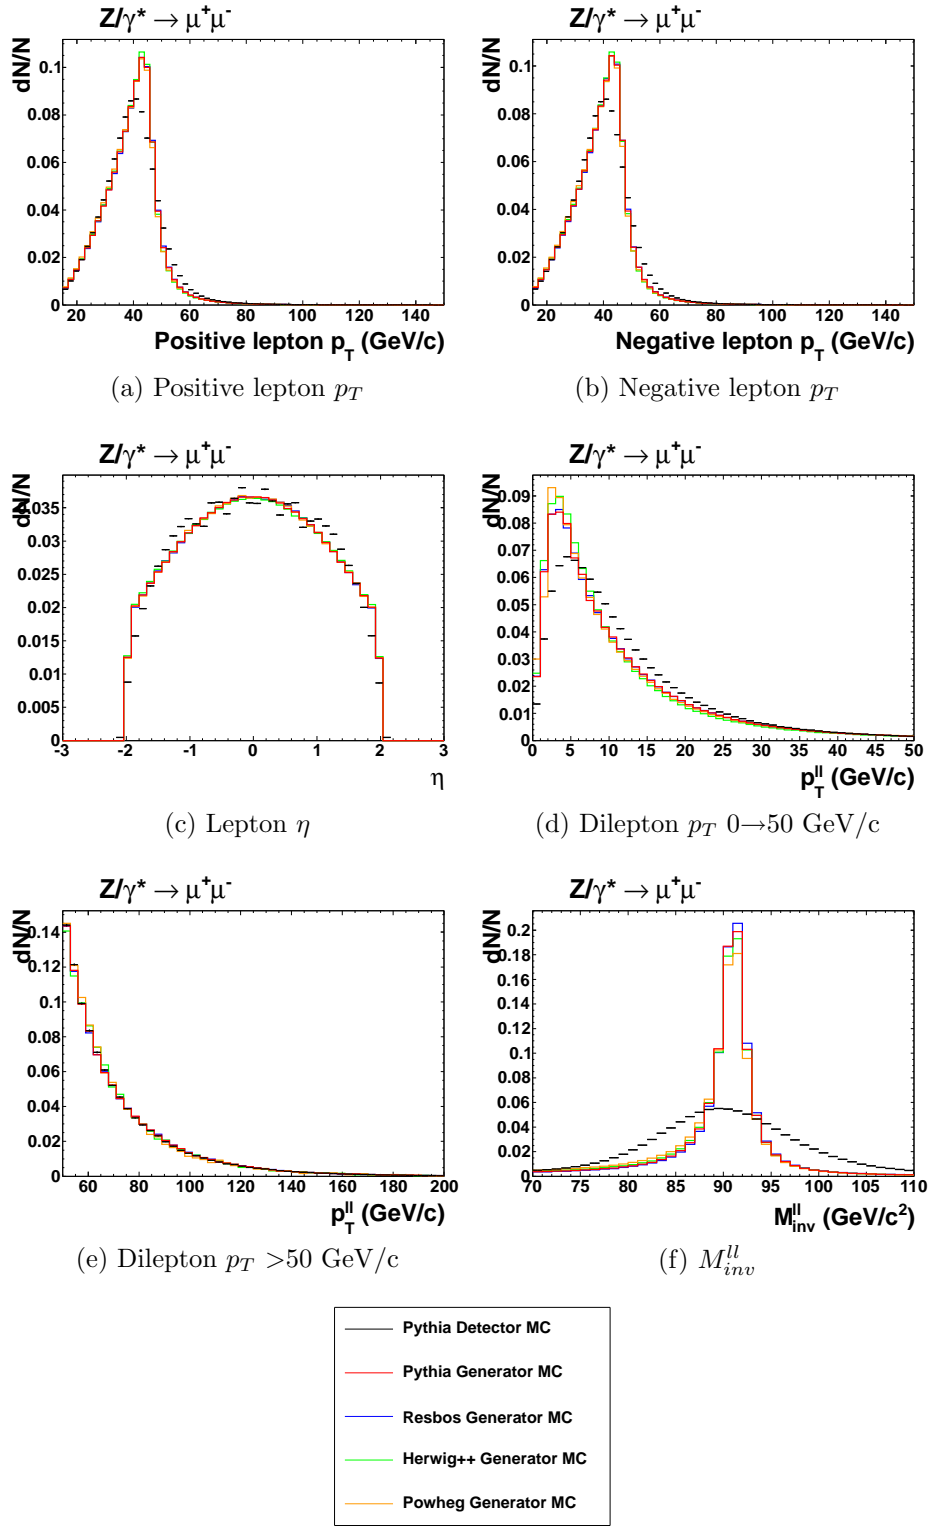 Z/γ* → μ⁺μ⁻
dN/N
0.1
0.08
0.06
0.04
0.02
0
20 40 60 80 100 120 140
Positive lepton p_T (GeV/c)
(a) Positive lepton p_T
Z/γ* → μ⁺μ⁻
dN/N
0.1
0.08
0.06
0.04
0.02
0
20 40 60 80 100 120 140
Negative lepton p_T (GeV/c)
(b) Negative lepton p_T
Z/γ* → μ⁺μ⁻
dN/N
0.035
0.03
0.025
0.02
0.015
0.01
0.005
0
-3 -2 -1 0 1 2 3
η
(c) Lepton η
Z/γ* → μ⁺μ⁻
dN/N
0.09
0.08
0.07
0.06
0.05
0.04
0.03
0.02
0.01
0
0 5 10 15 20 25 30 35 40 45 50
p_T^ll (GeV/c)
(d) Dilepton p_T 0→50 GeV/c
Z/γ* → μ⁺μ⁻
dN/N
0.14
0.12
0.1
0.08
0.06
0.04
0.02
0
60 80 100 120 140 160 180 200
p_T^ll (GeV/c)
(e) Dilepton p_T >50 GeV/c
Z/γ* → μ⁺μ⁻
dN/N
0.2
0.18
0.16
0.14
0.12
0.1
0.08
0.06
0.04
0.02
0
70 75 80 85 90 95 100 105 110
M_inv^ll (GeV/c²)
(f) M_inv^ll
Pythia Detector MC
Pythia Generator MC
Resbos Generator MC
Herwig++ Generator MC
Powheg Generator MC